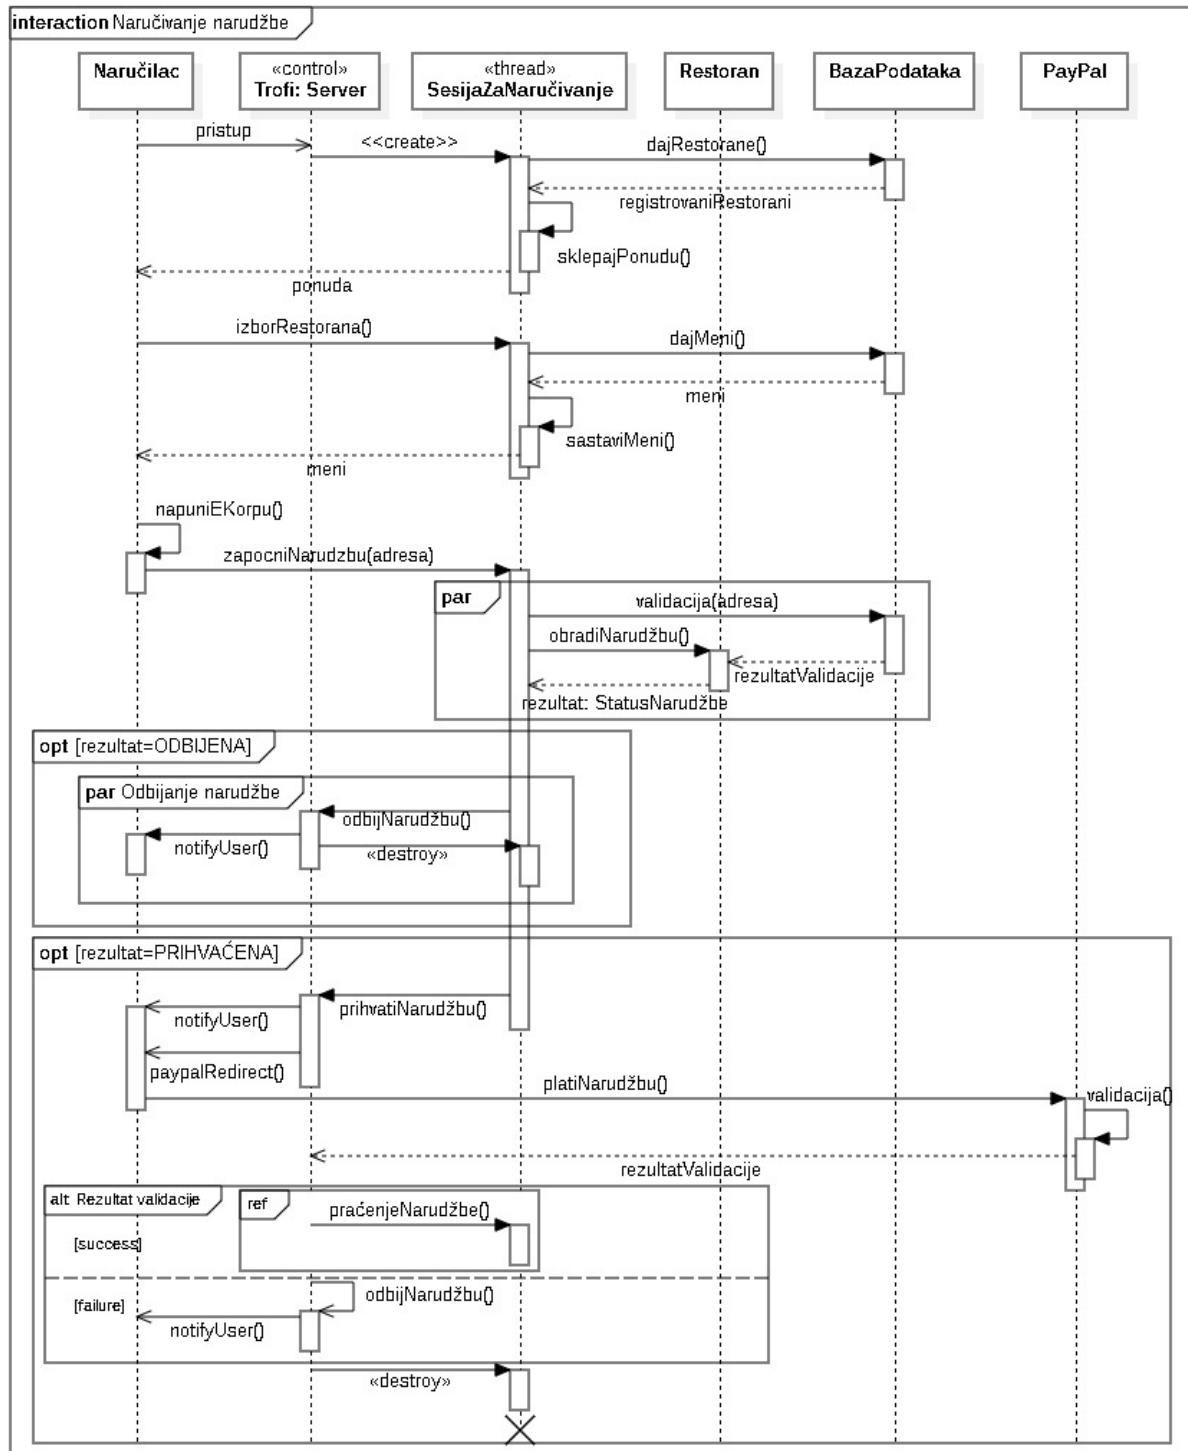 interaction Naručivanje narudžbe
Naručilac
«control»
Trofi: Server
«thread»
SesijaZaNaručivanje
Restoran
BazaPodataka
PayPal
pristup
<<create>>
dajRestorane()
registrovaniRestorani
sklepajPonudu()
ponuda
izborRestorana()
dajMeni()
meni
sastaviMeni()
meni
napuniEKorpu()
zapocniNarudzbu(adresa)
par
validacija(adresa)
obradiNarudžbu()
rezultatValidacije
rezultat: StatusNarudžbe
opt [rezultat=ODBIJENA]
par Odbijanje narudžbe
odbijNarudžbu()
notifyUser()
«destroy»
opt [rezultat=PRIHVAĆENA]
prihvatiNarudžbu()
notifyUser()
paypalRedirect()
platiNarudžbu()
validacija()
rezultatValidacije
alt Rezultat validacije
ref
praćenjeNarudžbe()
[success]
odbijNarudžbu()
[failure]
notifyUser()
«destroy»